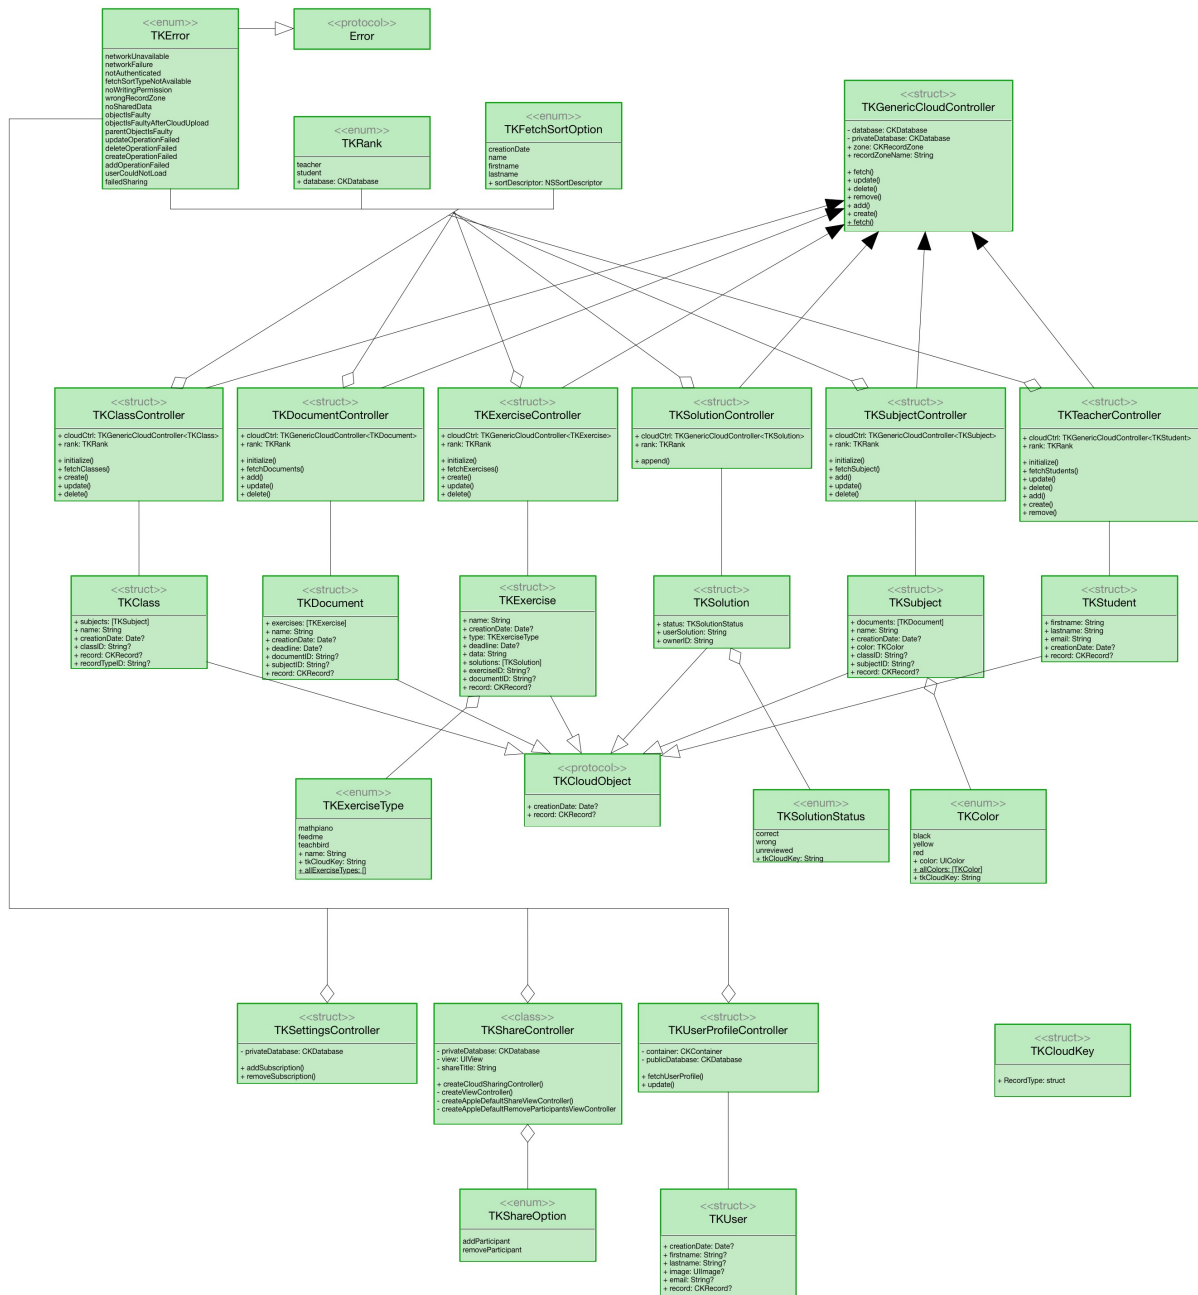 <<enum>>
TKError
networkUnavailable
networkFailure
notAuthenticated
fetchSortTypeNotAvailable
noWritingPermission
wrongRecordZone
noSharedData
objectIsFaulty
objectIsFaultyAfterCloudUpload
parentObjectIsFaulty
updateOperationFailed
deleteOperationFailed
createOperationFailed
addOperationFailed
userCouldNotLoad
failedSharing
<<protocol>>
Error
<<enum>>
TKRank
teacher
student
+ database: CKDatabase
<<enum>>
TKFetchSortOption
creationDate
name
firstname
lastname
+ sortDescriptor: NSSortDescriptor
<<struct>>
TKGenericCloudController
- database: CKDatabase
- privateDatabase: CKDatabase
+ zone: CKRecordZone
+ recordZoneName: String
+ fetch()
+ update()
+ delete()
+ remove()
+ add()
+ create()
+ fetch()
<<struct>>
TKClassController
+ cloudCtrl: TKGenericCloudController<TKClass>
+ rank: TKRank
+ initialize()
+ fetchClasses()
+ create()
+ update()
+ delete()
<<struct>>
TKDocumentController
+ cloudCtrl: TKGenericCloudController<TKDocument>
+ rank: TKRank
+ initialize()
+ fetchDocuments()
+ add()
+ update()
+ delete()
<<struct>>
TKExerciseController
+ cloudCtrl: TKGenericCloudController<TKExercise>
+ rank: TKRank
+ initialize()
+ fetchExercises()
+ create()
+ update()
+ delete()
<<struct>>
TKSolutionController
+ cloudCtrl: TKGenericCloudController<TKSolution>
+ rank: TKRank
+ append()
<<struct>>
TKSubjectController
+ cloudCtrl: TKGenericCloudController<TKSubject>
+ rank: TKRank
+ initialize()
+ fetchSubject()
+ add()
+ update()
+ delete()
<<struct>>
TKTeacherController
+ cloudCtrl: TKGenericCloudController<TKStudent>
+ rank: TKRank
+ initialize()
+ fetchStudents()
+ update()
+ delete()
+ add()
+ create()
+ remove()
<<struct>>
TKClass
+ subjects: [TKSubject]
+ name: String
+ creationDate: Date?
+ classID: String?
+ record: CKRecord?
+ recordTypeID: String?
<<struct>>
TKDocument
+ exercises: [TKExercise]
+ name: String
+ creationDate: Date?
+ deadline: Date?
+ documentID: String?
+ subjectID: String?
+ record: CKRecord?
<<struct>>
TKExercise
+ name: String
+ creationDate: Date?
+ type: TKExerciseType
+ deadline: Date?
+ data: String
+ solutions: [TKSolution]
+ exerciseID: String?
+ documentID: String?
+ record: CKRecord?
<<struct>>
TKSolution
+ status: TKSolutionStatus
+ userSolution: String
+ ownerID: String
<<struct>>
TKSubject
+ documents: [TKDocument]
+ name: String
+ creationDate: Date?
+ color: TKColor
+ classID: String?
+ subjectID: String?
+ record: CKRecord?
<<struct>>
TKStudent
+ firstname: String
+ lastname: String
+ email: String
+ creationDate: Date?
+ record: CKRecord?
<<protocol>>
TKCloudObject
+ creationDate: Date?
+ record: CKRecord?
<<enum>>
TKExerciseType
mathpiano
feedme
teachbird
+ name: String
+ tkCloudKey: String
+ allExerciseTypes: []
<<enum>>
TKSolutionStatus
correct
wrong
unreviewed
+ tkCloudKey: String
<<enum>>
TKColor
black
yellow
red
+ color: UIColor
+ allColors: [TKColor]
+ tkCloudKey: String
<<struct>>
TKSettingsController
- privateDatabase: CKDatabase
+ addSubscription()
+ removeSubscription()
<<class>>
TKShareController
- privateDatabase: CKDatabase
- view: UIView
- shareTitle: String
+ createCloudSharingController()
- createViewController()
- createAppleDefaultShareViewController()
- createAppleDefaultRemoveParticipantsViewController
<<struct>>
TKUserProfileController
- container: CKContainer
- publicDatabase: CKDatabase
+ fetchUserProfile()
+ update()
<<struct>>
TKCloudKey
+ RecordType: struct
<<enum>>
TKShareOption
addParticipant
removeParticipant
<<struct>>
TKUser
+ creationDate: Date?
+ firstname: String?
+ lastname: String?
+ image: UIImage?
+ email: String?
+ record: CKRecord?